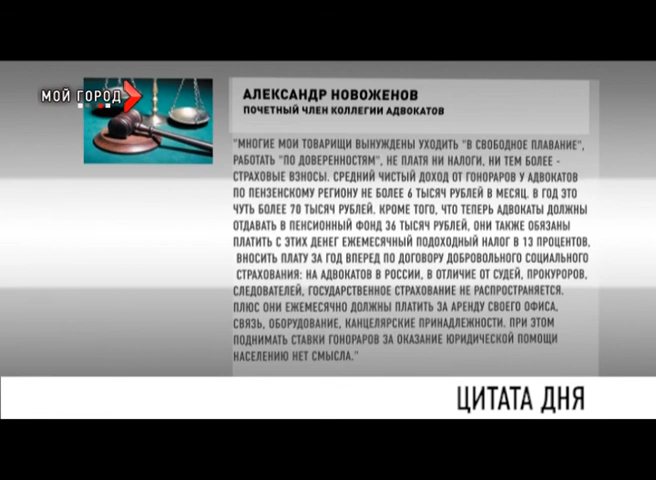 МОЙ ГОРОД
АЛЕКСАНДР НОВОЖЕНОВ
ПОЧЕТНЫЙ ЧЛЕН КОЛЛЕГИИ АДВОКАТОВ
"МНОГИЕ МОИ ТОВАРИЩИ ВЫНУЖДЕНЫ УХОДИТЬ "В СВОБОДНОЕ ПЛАВАНИЕ",
РАБОТАТЬ "ПО ДОВЕРЕННОСТЯМ", НЕ ПЛАТЯ НИ НАЛОГИ, НИ ТЕМ БОЛЕЕ -
СТРАХОВЫЕ ВЗНОСЫ. СРЕДНИЙ ЧИСТЫЙ ДОХОД ОТ ГОНОРАРОВ У АДВОКАТОВ
ПО ПЕНЗЕНСКОМУ РЕГИОНУ НЕ БОЛЕЕ 6 ТЫСЯЧ РУБЛЕЙ В МЕСЯЦ. В ГОД ЭТО
ЧУТЬ БОЛЕЕ 70 ТЫСЯЧ РУБЛЕЙ. КРОМЕ ТОГО, ЧТО ТЕПЕРЬ АДВОКАТЫ ДОЛЖНЫ
ОТДАВАТЬ В ПЕНСИОННЫЙ ФОНД 36 ТЫСЯЧ РУБЛЕЙ, ОНИ ТАКЖЕ ОБЯЗАНЫ
ПЛАТИТЬ С ЭТИХ ДЕНЕГ ЕЖЕМЕСЯЧНЫЙ ПОДОХОДНЫЙ НАЛОГ В 13 ПРОЦЕНТОВ,
ВНОСИТЬ ПЛАТУ ЗА ГОД ВПЕРЕД ПО ДОГОВОРУ ДОБРОВОЛЬНОГО СОЦИАЛЬНОГО
СТРАХОВАНИЯ: НА АДВОКАТОВ В РОССИИ, В ОТЛИЧИЕ ОТ СУДЕЙ, ПРОКУРОРОВ,
СЛЕДОВАТЕЛЕЙ, ГОСУДАРСТВЕННОЕ СТРАХОВАНИЕ НЕ РАСПРОСТРАНЯЕТСЯ.
ПЛЮС ОНИ ЕЖЕМЕСЯЧНО ДОЛЖНЫ ПЛАТИТЬ ЗА АРЕНДУ СВОЕГО ОФИСА,
СВЯЗЬ, ОБОРУДОВАНИЕ, КАНЦЕЛЯРСКИЕ ПРИНАДЛЕЖНОСТИ. ПРИ ЭТОМ
ПОДНИМАТЬ СТАВКИ ГОНОРАРОВ ЗА ОКАЗАНИЕ ЮРИДИЧЕСКОЙ ПОМОЩИ
НАСЕЛЕНИЮ НЕТ СМЫСЛА."
ЦИТАТА ДНЯ